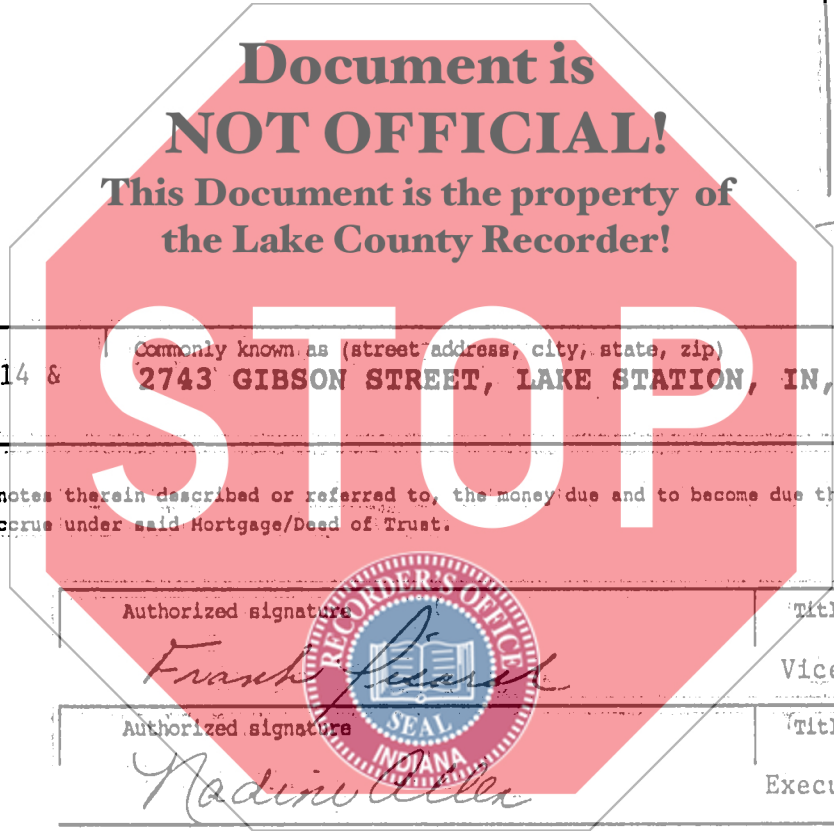 Document is
NOT OFFICIAL!
This Document is the property of
the Lake County Recorder!
STOP
Commonly known as (street address, city, state, zip)
14 & 2743 GIBSON STREET, LAKE STATION, IN,
notes therein described or referred to, the money due and to become due th
ccrue under said Mortgage/Deed of Trust.
Authorized signature Titl
Frank Vice
RECORDER'S OFFICE
SEAL
INDIANA
Authorized signature Titl
Nadine Allen Execu